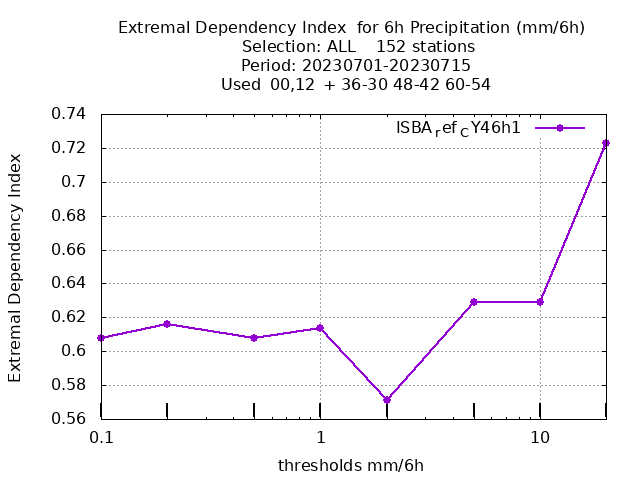 Extremal Dependency Index  for 6h Precipitation (mm/6h)
Selection: ALL    152 stations
Period: 20230701-20230715
Used  00,12  + 36-30 48-42 60-54
ISBAref CY46h1
0.74
0.72
0.7
0.68
0.66
0.64
0.62
0.6
0.58
0.56
Extremal Dependency Index
0.1
1
10
thresholds mm/6h